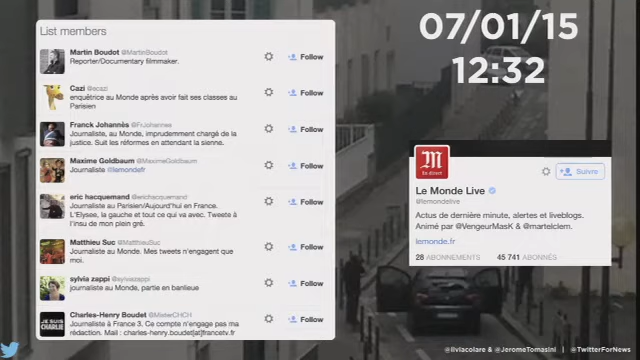 List members
07/01/15
12:32
Martin Boudot @MartinBoudot
Reporter/Documentary filmmaker.
Follow
Cazi @ecazi
enquêtrice au Monde après avoir fait ses classes au
Parisien
Follow
Franck Johannès @FrJohannes
Journaliste, au Monde, imprudemment chargé de la
justice. Suit les réformes en attendant la sienne.
Follow
Maxime Goldbaum @MaximeGoldbaum
Journaliste @lemondefr
Follow
eric hacquemand @erichacquemand
Journaliste au Parisien/Aujourd'hui en France.
L'Elysee, la gauche et tout ce qui va avec. Tweete à
l'insu de mon plein gré.
Follow
Matthieu Suc @MatthieuSuc
Journaliste au Monde. Mes tweets n'engagent que
moi.
Follow
sylvia zappi @sylviazappi
journaliste au Monde, partie en banlieue
Follow
JE SUIS
CHARLIE
Charles-Henry Boudet @MisterCHCH
Journaliste à France 3. Ce compte n'engage pas ma
rédaction. Mail : charles-henry.boudet[at]francetv.fr
Follow
M
En direct
Suivre
Le Monde Live
@lemondelive
Actus de dernière minute, alertes et liveblogs.
Animé par @VengeurMasK & @martelclem.
lemonde.fr
28 ABONNEMENTS 45 741 ABONNÉS
@ilviacolare & @JeromeTomasini | @TwitterForNews